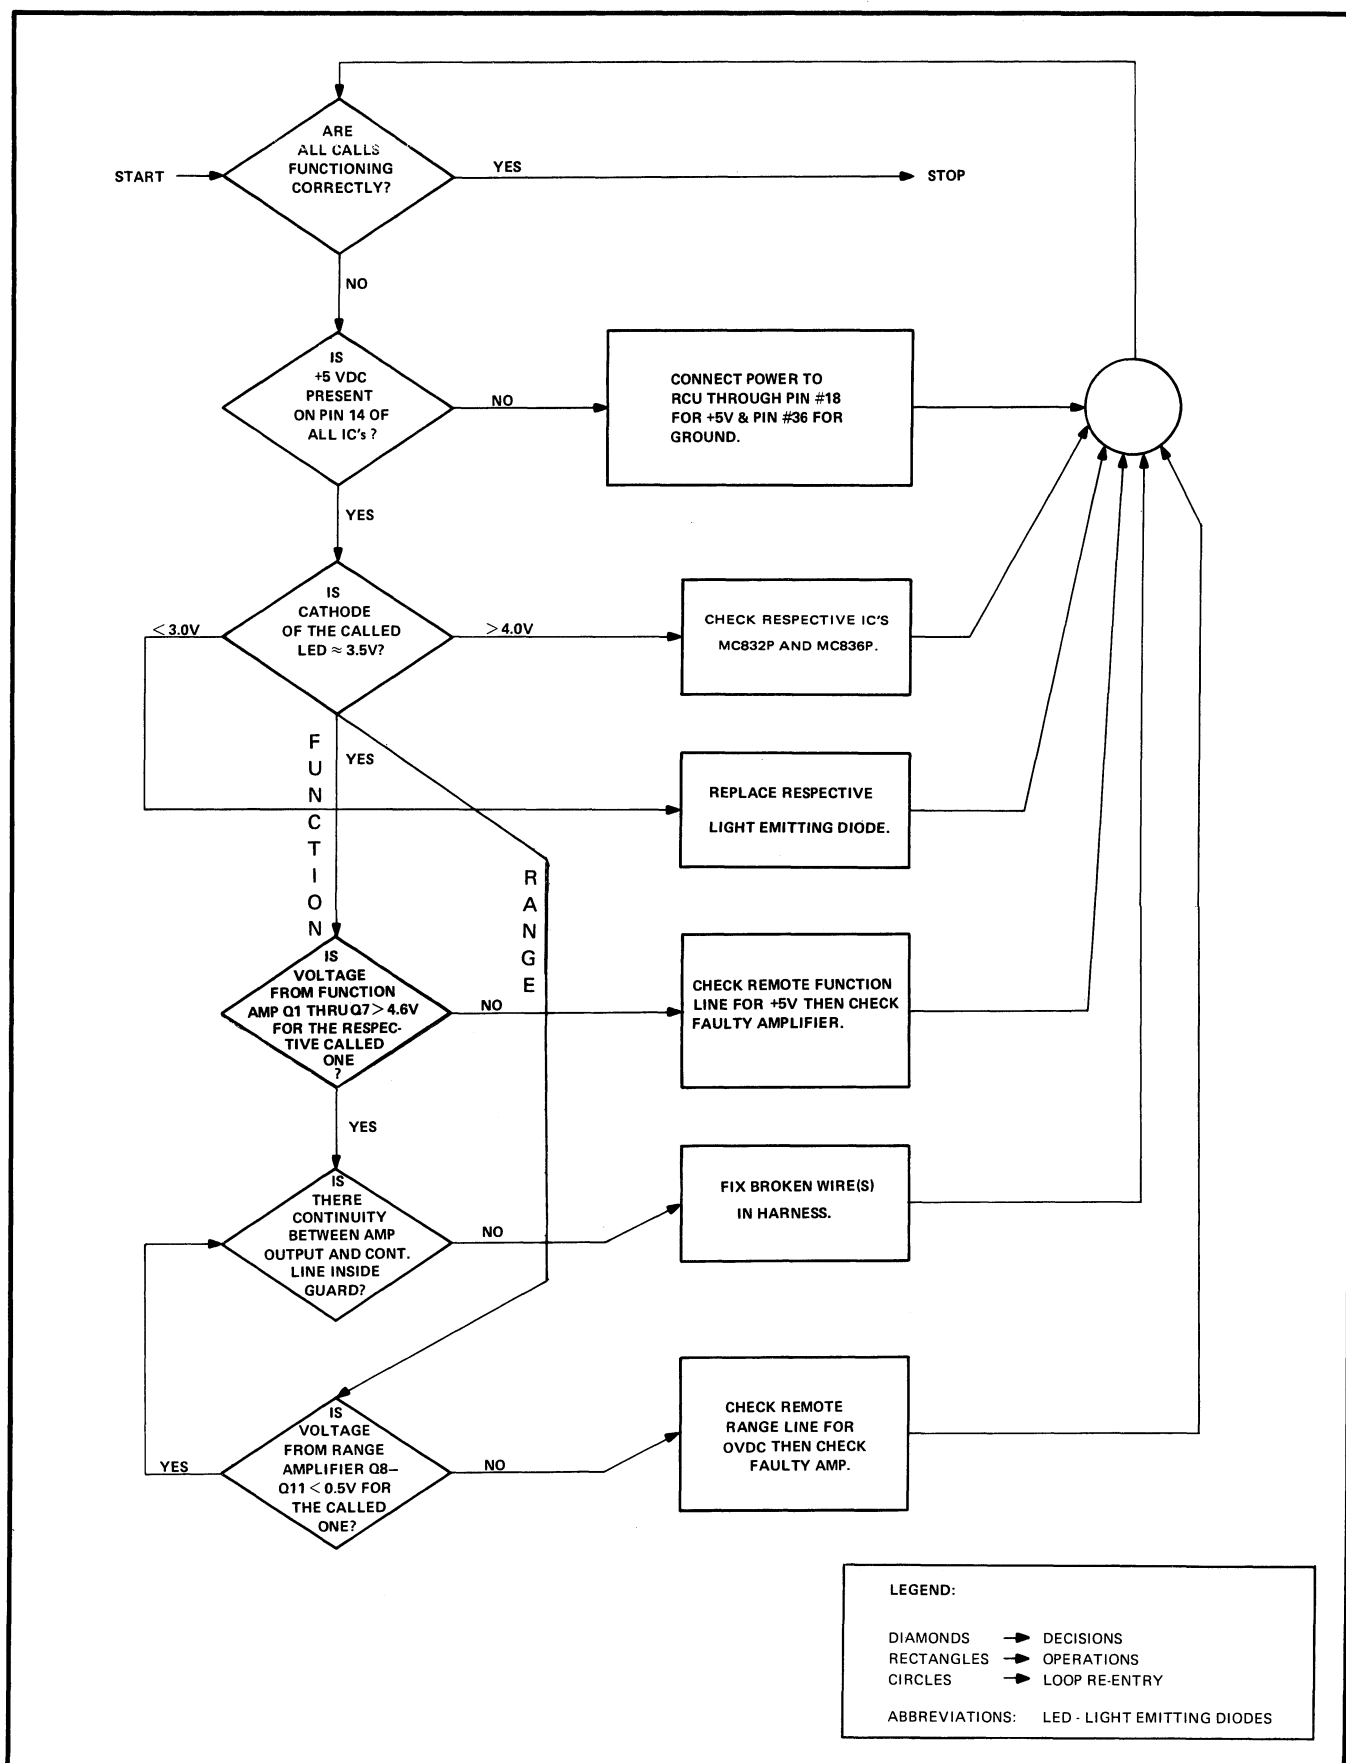 ARE
ALL CALLS
FUNCTIONING
CORRECTLY?
START
YES
STOP
NO
IS
+5 VDC
PRESENT
ON PIN 14 OF
ALL IC's ?
NO
CONNECT POWER TO
RCU THROUGH PIN #18
FOR +5V & PIN #36 FOR
GROUND.
YES
IS
CATHODE
OF THE CALLED
LED ≈ 3.5V?
< 3.0V
> 4.0V
CHECK RESPECTIVE IC'S
MC832P AND MC836P.
FUNCTION
YES
REPLACE RESPECTIVE
LIGHT EMITTING DIODE.
RANGE
IS
VOLTAGE
FROM FUNCTION
AMP Q1 THRU Q7 > 4.6V
FOR THE RESPEC-
TIVE CALLED
ONE
?
NO
CHECK REMOTE FUNCTION
LINE FOR +5V THEN CHECK
FAULTY AMPLIFIER.
YES
IS
THERE
CONTINUITY
BETWEEN AMP
OUTPUT AND CONT.
LINE INSIDE
GUARD?
NO
FIX BROKEN WIRE(S)
IN HARNESS.
IS
VOLTAGE
FROM RANGE
AMPLIFIER Q8–
Q11 < 0.5V FOR
THE CALLED
ONE?
YES
NO
CHECK REMOTE
RANGE LINE FOR
OVDC THEN CHECK
FAULTY AMP.
LEGEND:
DIAMONDS → DECISIONS
RECTANGLES → OPERATIONS
CIRCLES → LOOP RE-ENTRY
ABBREVIATIONS: LED - LIGHT EMITTING DIODES